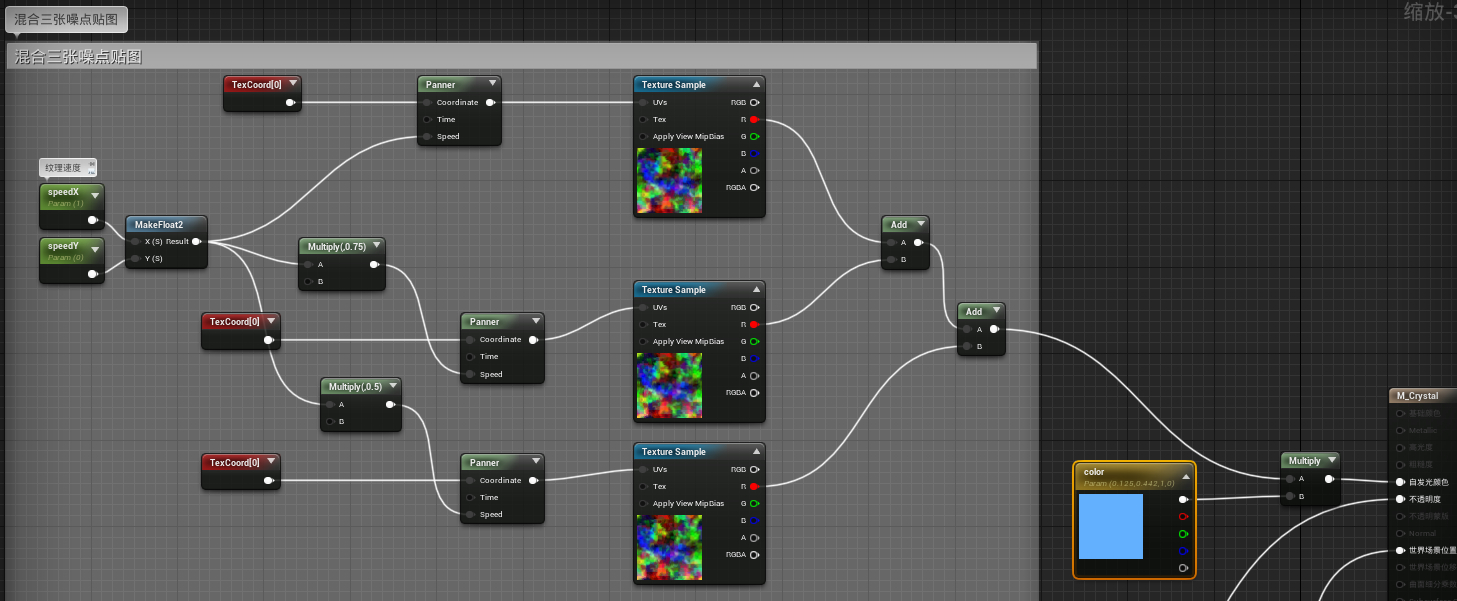 混合三张噪点贴图
缩放-3
混合三张噪点贴图
TexCoord[0]
Panner
Coordinate
Time
Speed
Texture Sample
UVs
RGB
Tex
R
Apply View MipBias
G
B
A
RGBA
纹理速度
speedX
Param (1)
speedY
Param (0)
MakeFloat2
X (S) Result
Y (S)
Multiply(,0.75)
A
B
Add
A
B
TexCoord[0]
Panner
Coordinate
Time
Speed
Texture Sample
UVs
RGB
Tex
R
Apply View MipBias
G
B
A
RGBA
Add
A
B
Multiply(,0.5)
A
B
TexCoord[0]
Panner
Coordinate
Time
Speed
Texture Sample
UVs
RGB
Tex
R
Apply View MipBias
G
B
A
RGBA
color
Param (0.126,0.442,1,0)
Multiply
A
B
M_Crystal
基础颜色
Metallic
高光度
粗糙度
自发光颜色
不透明度
不透明蒙版
Normal
世界场景位置
世界场景位移
曲面细分乘数